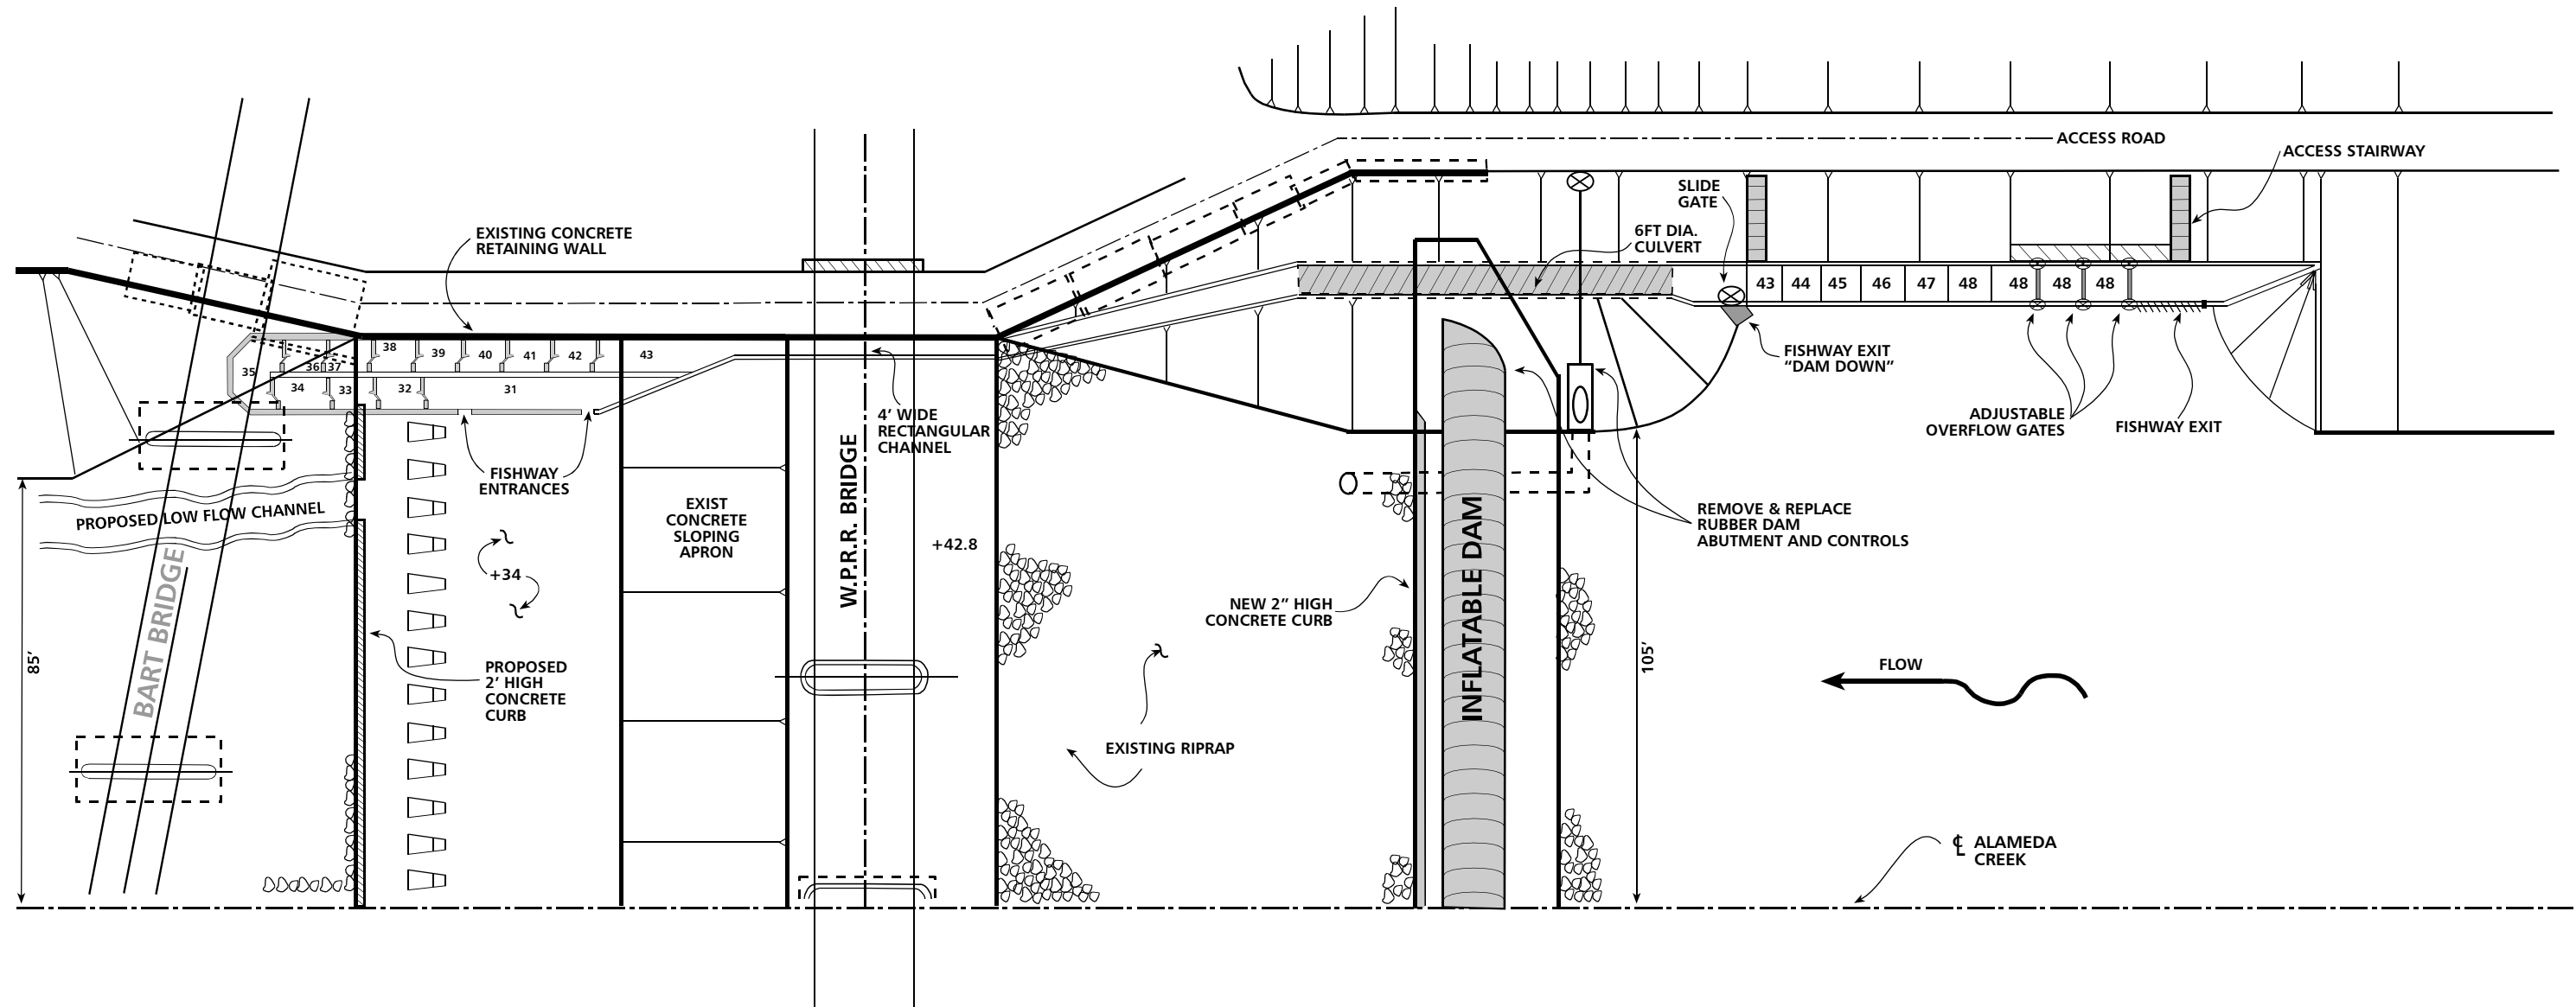 ACCESS ROAD
ACCESS STAIRWAY
SLIDE
GATE
EXISTING CONCRETE
RETAINING WALL
6FT DIA.
CULVERT
43 44 45 46 47 48 48 48 48
38 39 40 41 42 43
35 36 37
34 33 32 31
FISHWAY EXIT
“DAM DOWN”
4’ WIDE
RECTANGULAR
CHANNEL
ADJUSTABLE
OVERFLOW GATES
FISHWAY EXIT
FISHWAY
ENTRANCES
PROPOSED LOW FLOW CHANNEL
EXIST
CONCRETE
SLOPING
APRON
W.P.R.R. BRIDGE
+42.8
+34
REMOVE & REPLACE
RUBBER DAM
ABUTMENT AND CONTROLS
INFLATABLE DAM
NEW 2” HIGH
CONCRETE CURB
BART BRIDGE
85’
105’
PROPOSED
2’ HIGH
CONCRETE
CURB
FLOW
EXISTING RIPRAP
℄ ALAMEDA
CREEK